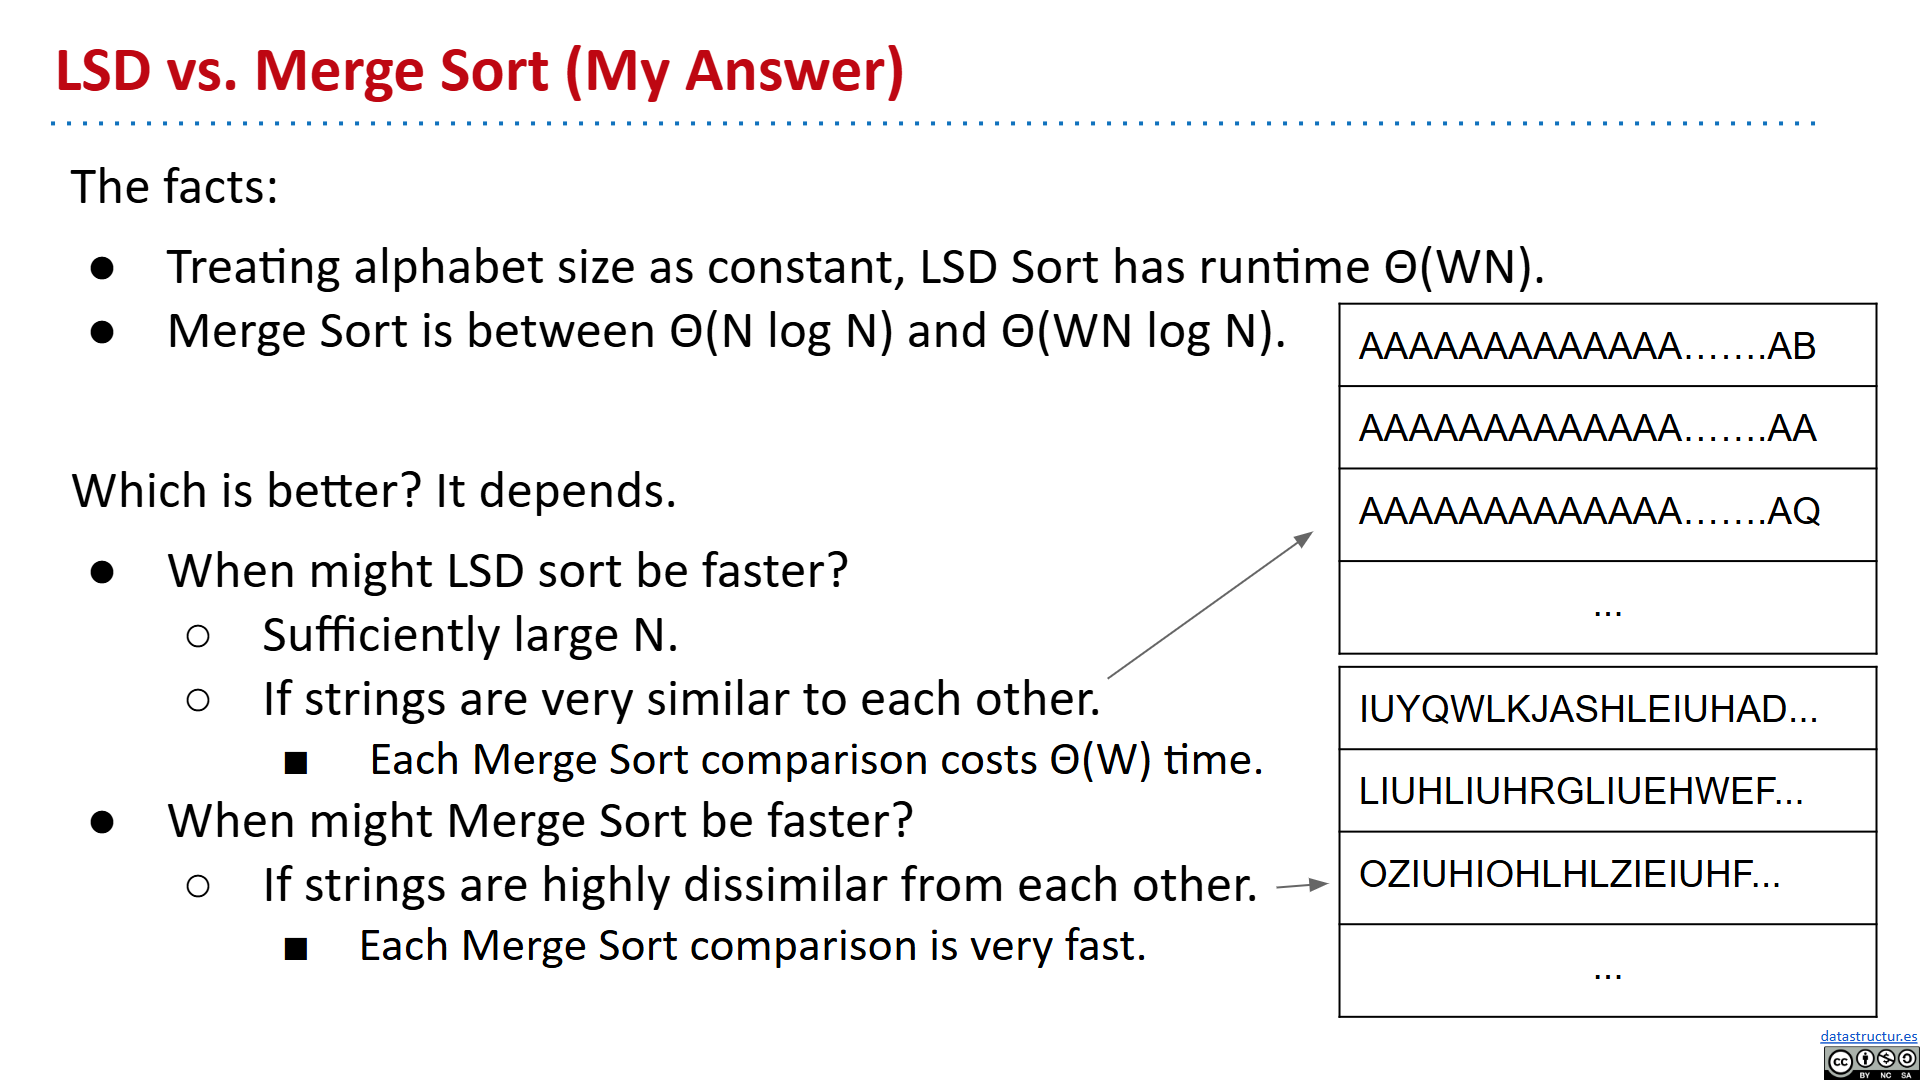 LSD vs. Merge Sort (My Answer)
The facts:
● Treating alphabet size as constant, LSD Sort has runtime Θ(WN).
● Merge Sort is between Θ(N log N) and Θ(WN log N).
Which is better? It depends.
● When might LSD sort be faster?
○ Sufficiently large N.
○ If strings are very similar to each other.
■ Each Merge Sort comparison costs Θ(W) time.
● When might Merge Sort be faster?
○ If strings are highly dissimilar from each other.
■ Each Merge Sort comparison is very fast.
AAAAAAAAAAAAA…….AB
AAAAAAAAAAAAA…….AA
AAAAAAAAAAAAA…….AQ
...
IUYQWLKJASHLEIUHAD...
LIUHLIUHRGLIUEHWEF...
OZIUHIOHLHLZIEIUHF...
...
datastructur.es
cc
BY NC SA